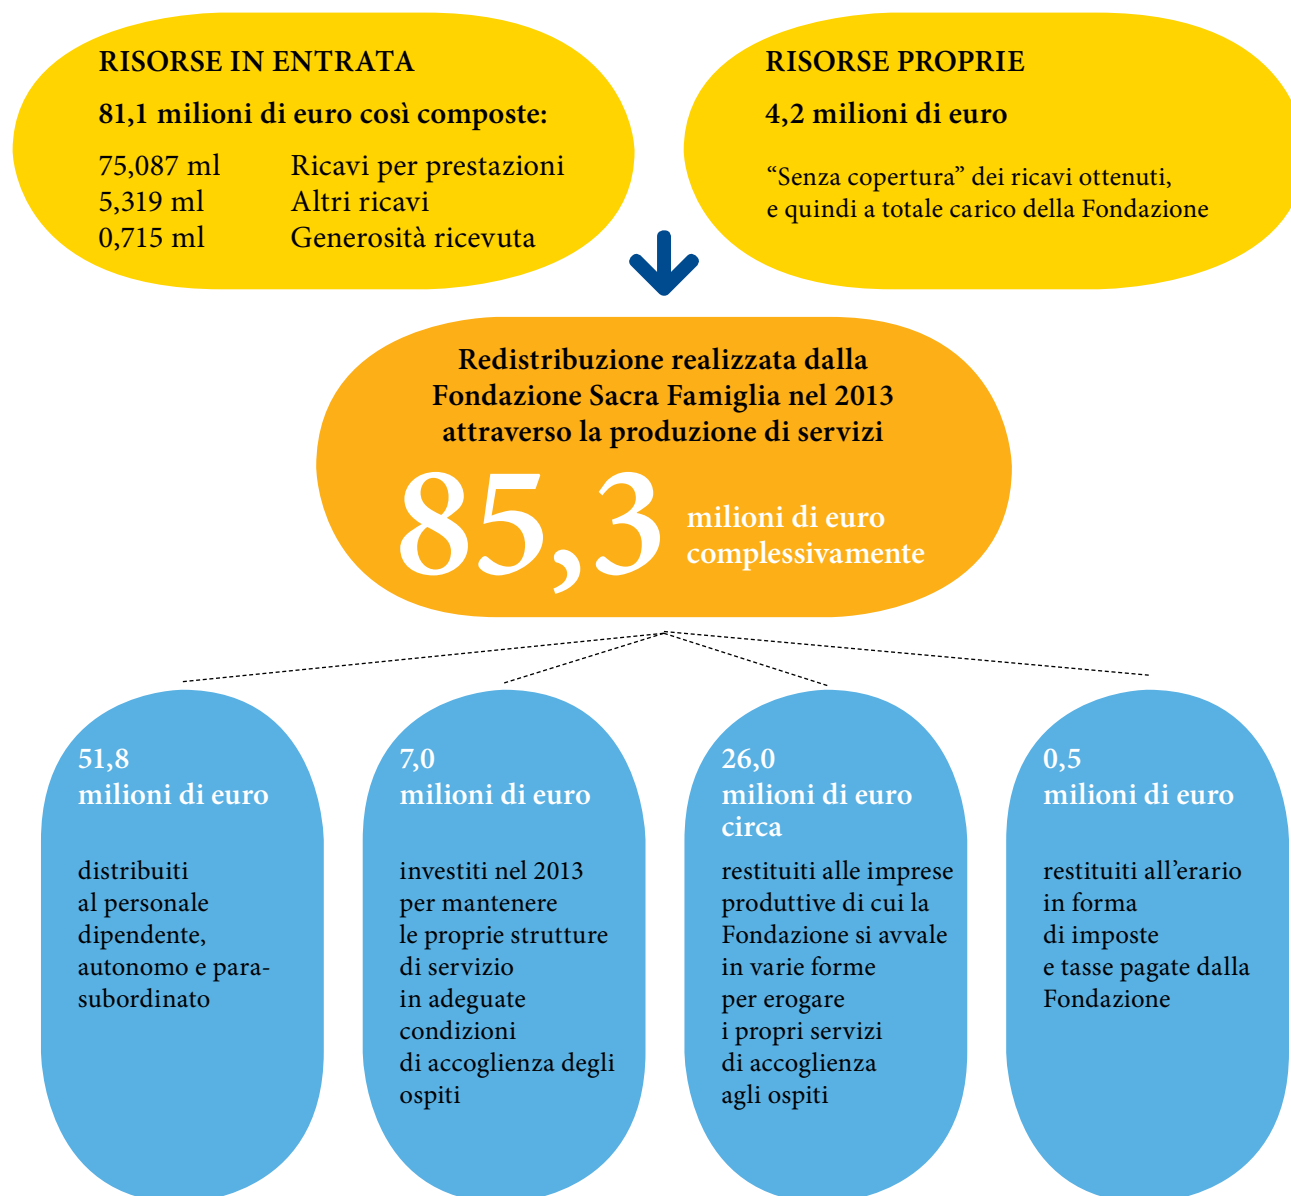 RISORSE IN ENTRATA
81,1 milioni di euro così composte:
75,087 ml Ricavi per prestazioni
5,319 ml Altri ricavi
0,715 ml Generosità ricevuta
RISORSE PROPRIE
4,2 milioni di euro
“Senza copertura” dei ricavi ottenuti,
e quindi a totale carico della Fondazione
Redistribuzione realizzata dalla
Fondazione Sacra Famiglia nel 2013
attraverso la produzione di servizi
85,3
milioni di euro
complessivamente
51,8
milioni di euro
distribuiti
al personale
dipendente,
autonomo e para-
subordinato
7,0
milioni di euro
investiti nel 2013
per mantenere
le proprie strutture
di servizio
in adeguate
condizioni
di accoglienza degli
ospiti
26,0
milioni di euro
circa
restituiti alle imprese
produttive di cui la
Fondazione si avvale
in varie forme
per erogare
i propri servizi
di accoglienza
agli ospiti
0,5
milioni di euro
restituiti all’erario
in forma
di imposte
e tasse pagate dalla
Fondazione